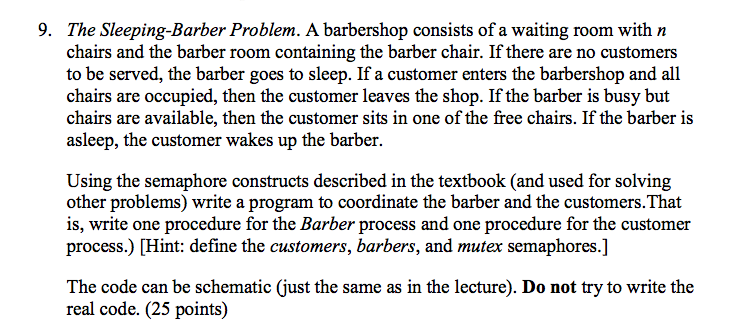 9. The Sleeping-Barber Problem. A barbershop consists of a waiting room with n
chairs and the barber room containing the barber chair. If there are no customers
to be served, the barber goes to sleep. If a customer enters the barbershop and all
chairs are occupied, then the customer leaves the shop. If the barber is busy but
chairs are available, then the customer sits in one of the free chairs. If the barber is
asleep, the customer wakes up the barber.
Using the semaphore constructs described in the textbook (and used for solving
other problems) write a program to coordinate the barber and the customers.That
is, write one procedure for the Barber process and one procedure for the customer
process.) [Hint: define the customers, barbers, and mutex semaphores.]
The code can be schematic (just the same as in the lecture). Do not try to write the
real code. (25 points)